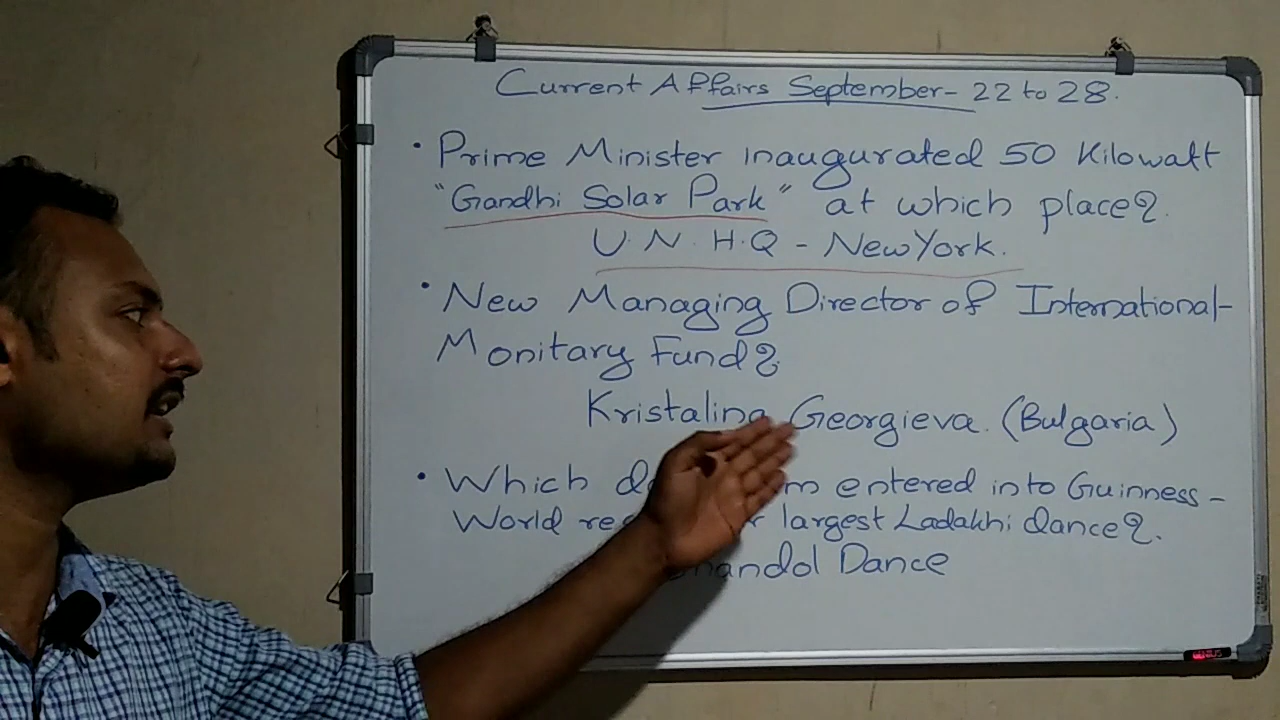 Current Affairs September - 22 to 28.
• Prime Minister inaugurated 50 Kilowatt
"Gandhi Solar Park" at which place?
U.N.H.Q - New York.
• New Managing Director of International-
Monitary Fund?
Kristalina Georgieva. (Bulgaria)
• Which entered into Guinness-
World largest Ladakhi dance?
Dance